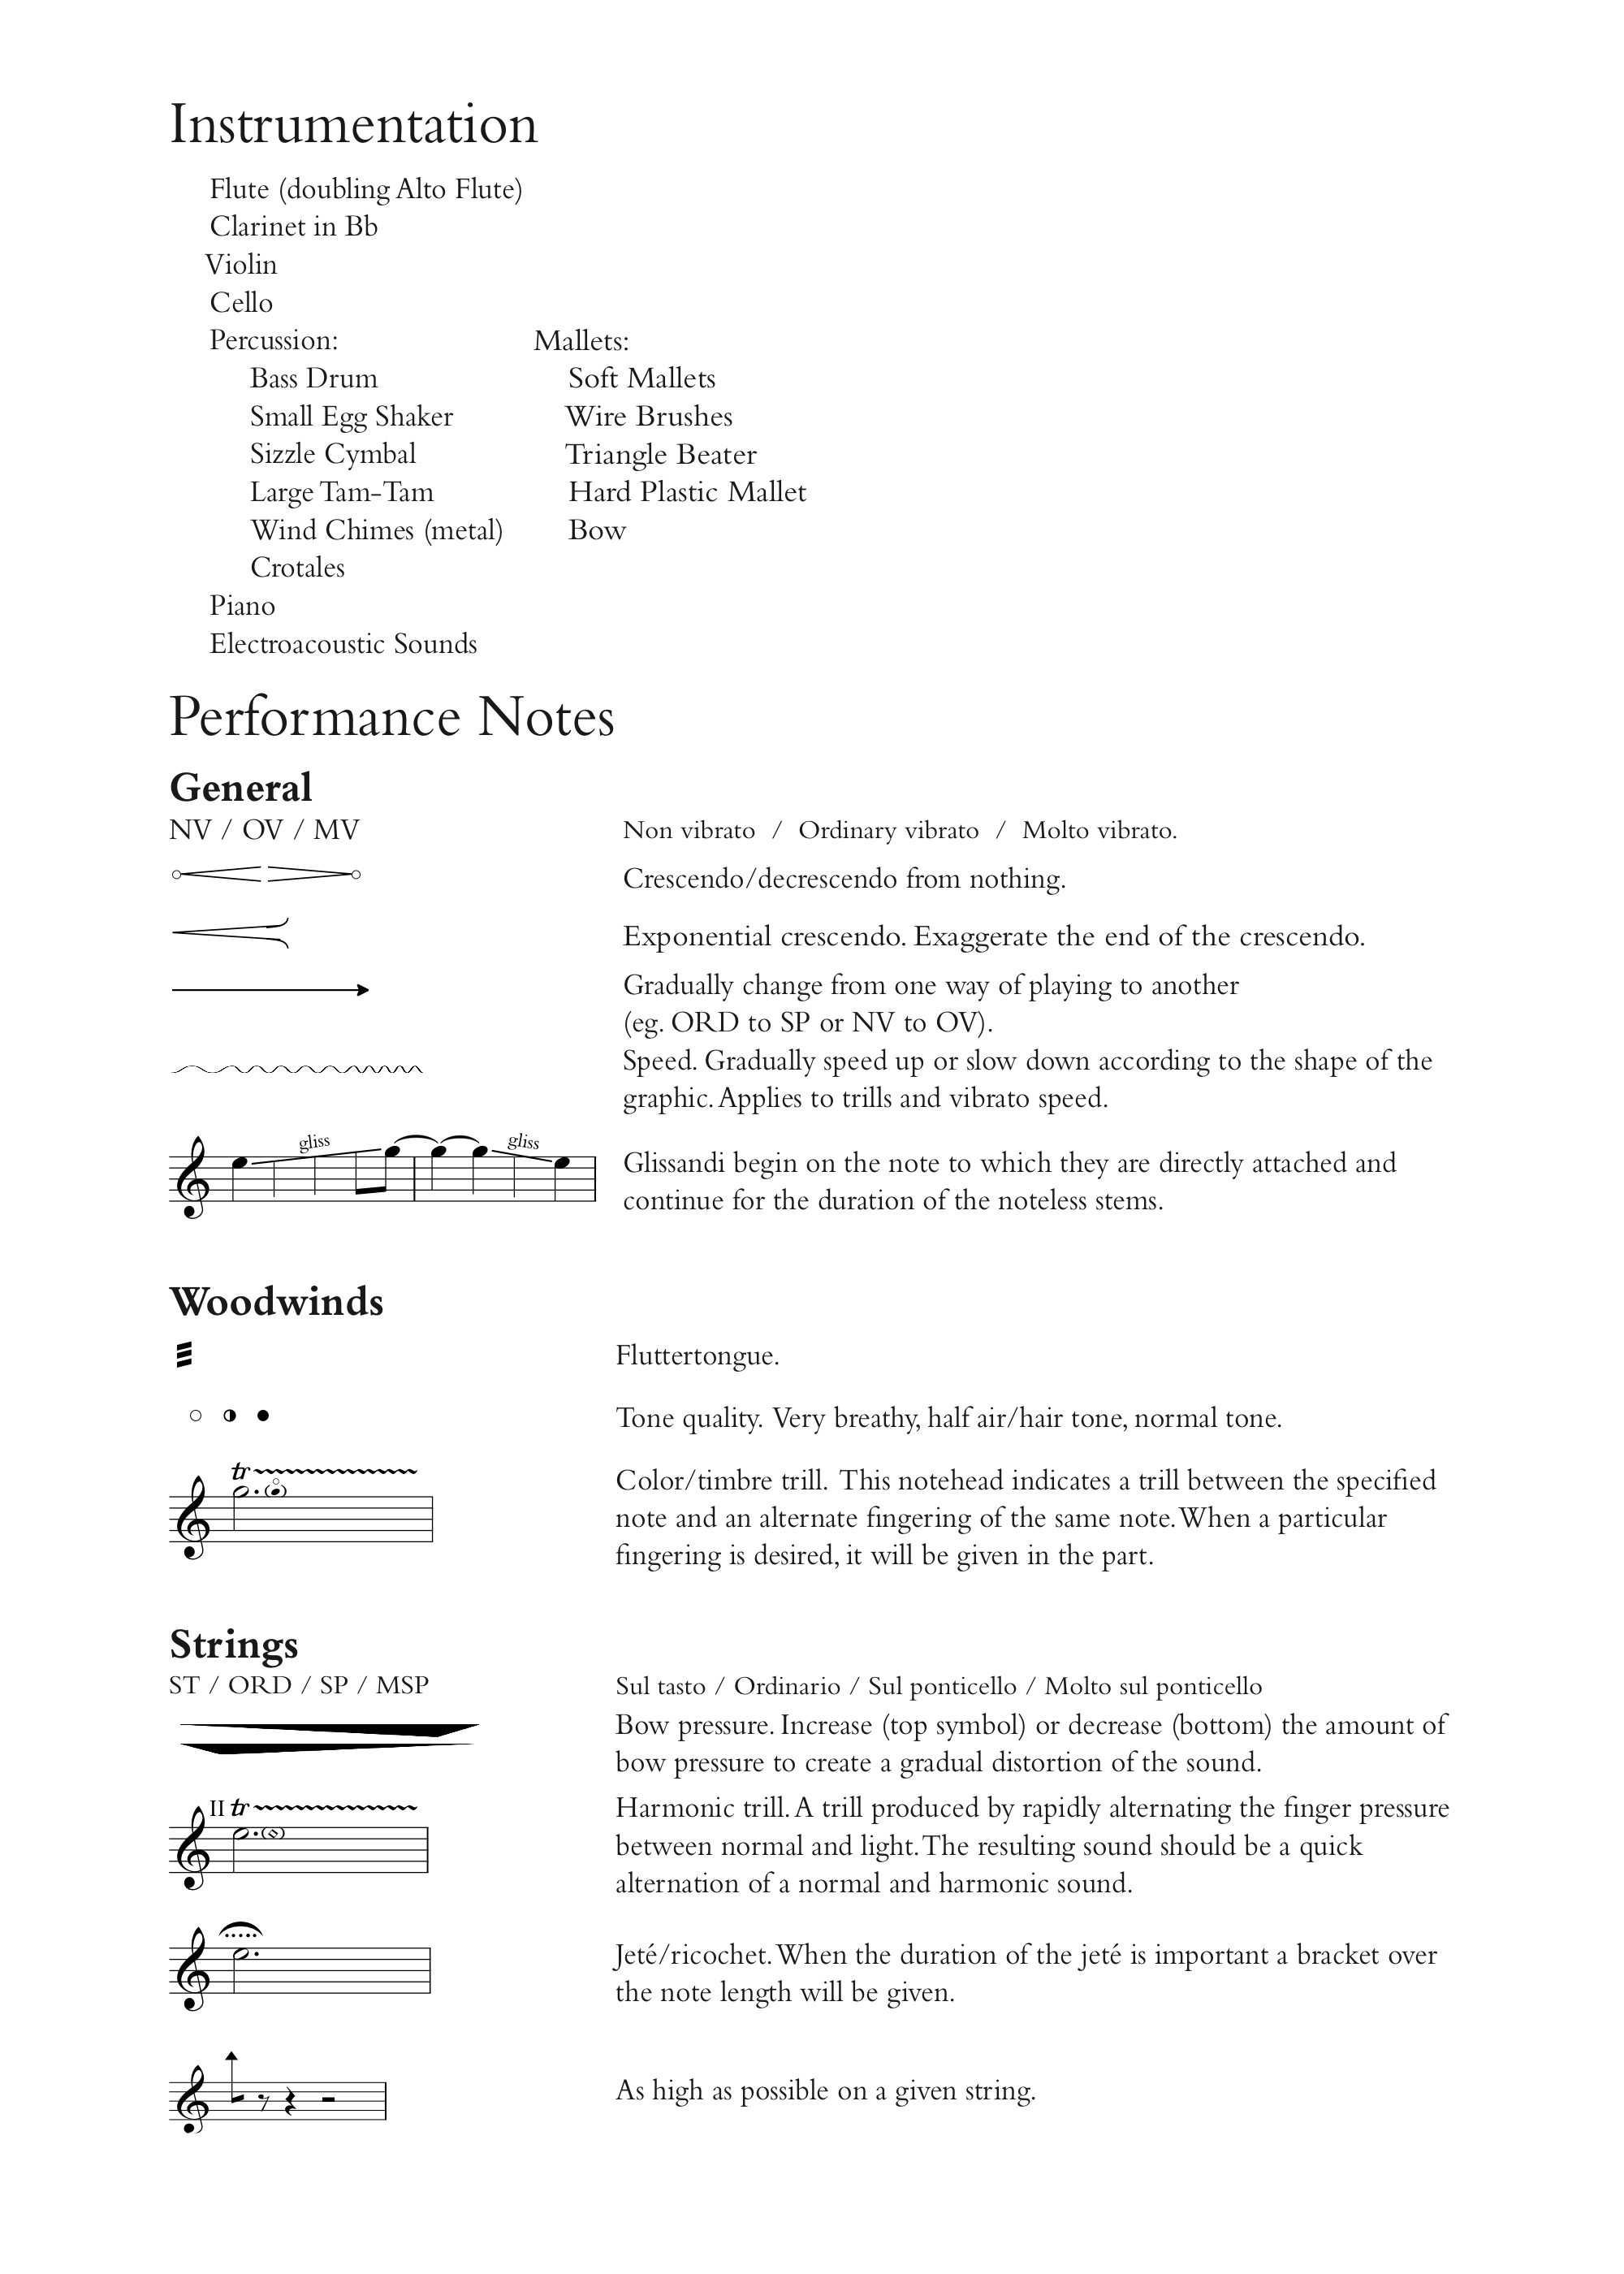 Instrumentation
Flute (doubling Alto Flute)
Clarinet in Bb
Violin
Cello
Percussion: Mallets:
Bass Drum Soft Mallets
Small Egg Shaker Wire Brushes
Sizzle Cymbal Triangle Beater
Large Tam-Tam Hard Plastic Mallet
Wind Chimes (metal) Bow
Crotales
Piano
Electroacoustic Sounds
Performance Notes
General
NV / OV / MV Non vibrato / Ordinary vibrato / Molto vibrato.
Crescendo/decrescendo from nothing.
Exponential crescendo. Exaggerate the end of the crescendo.
Gradually change from one way of playing to another
(eg. ORD to SP or NV to OV).
Speed. Gradually speed up or slow down according to the shape of the
graphic. Applies to trills and vibrato speed.
gliss gliss
Glissandi begin on the note to which they are directly attached and
continue for the duration of the noteless stems.
Woodwinds
Fluttertongue.
Tone quality. Very breathy, half air/hair tone, normal tone.
tr
Color/timbre trill. This notehead indicates a trill between the specified
note and an alternate fingering of the same note. When a particular
fingering is desired, it will be given in the part.
Strings
ST / ORD / SP / MSP Sul tasto / Ordinario / Sul ponticello / Molto sul ponticello
Bow pressure. Increase (top symbol) or decrease (bottom) the amount of
bow pressure to create a gradual distortion of the sound.
II tr
Harmonic trill. A trill produced by rapidly alternating the finger pressure
between normal and light. The resulting sound should be a quick
alternation of a normal and harmonic sound.
Jeté/ricochet. When the duration of the jeté is important a bracket over
the note length will be given.
As high as possible on a given string.